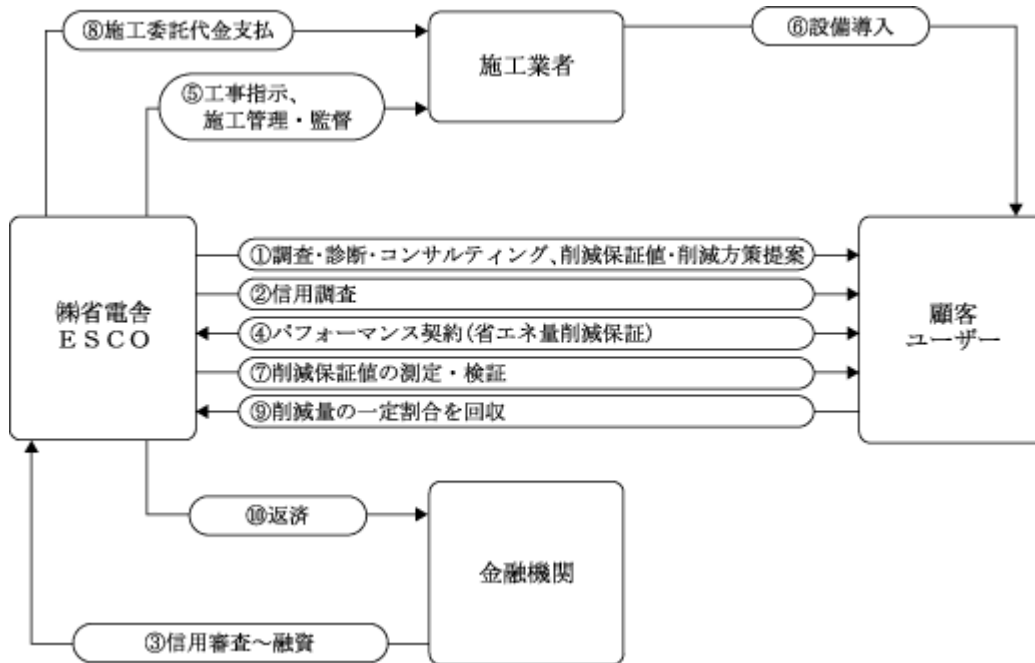 ⑧施工委託代金支払
⑥設備導入
施工業者
⑤工事指示、
施工管理・監督
①調査・診断・コンサルティング、削減保証値・削減方策提案
②信用調査
㈱省電舎
ESCO
④パフォーマンス契約(省エネ量削減保証)
顧客
ユーザー
⑦削減保証値の測定・検証
⑨削減量の一定割合を回収
⑩返済
金融機関
③信用審査～融資